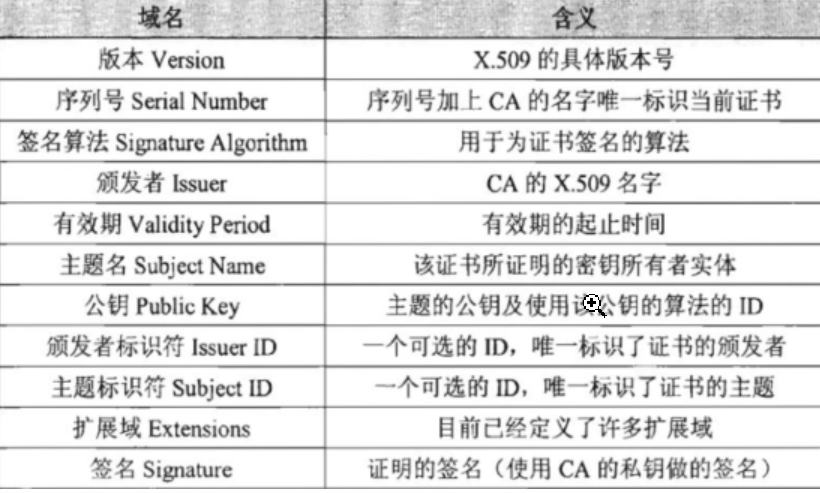 域名 含义
版本 Version X.509 的具体版本号
序列号 Serial Number 序列号加上 CA 的名字唯一标识当前证书
签名算法 Signature Algorithm 用于为证书签名的算法
颁发者 Issuer CA 的 X.509 名字
有效期 Validity Period 有效期的起止时间
主题名 Subject Name 该证书所证明的密钥所有者实体
公钥 Public Key 主题的公钥及使用该公钥的算法的 ID
颁发者标识符 Issuer ID 一个可选的 ID，唯一标识了证书的颁发者
主题标识符 Subject ID 一个可选的 ID，唯一标识了证书的主题
扩展域 Extensions 目前已经定义了许多扩展域
签名 Signature 证明的签名（使用 CA 的私钥做的签名）